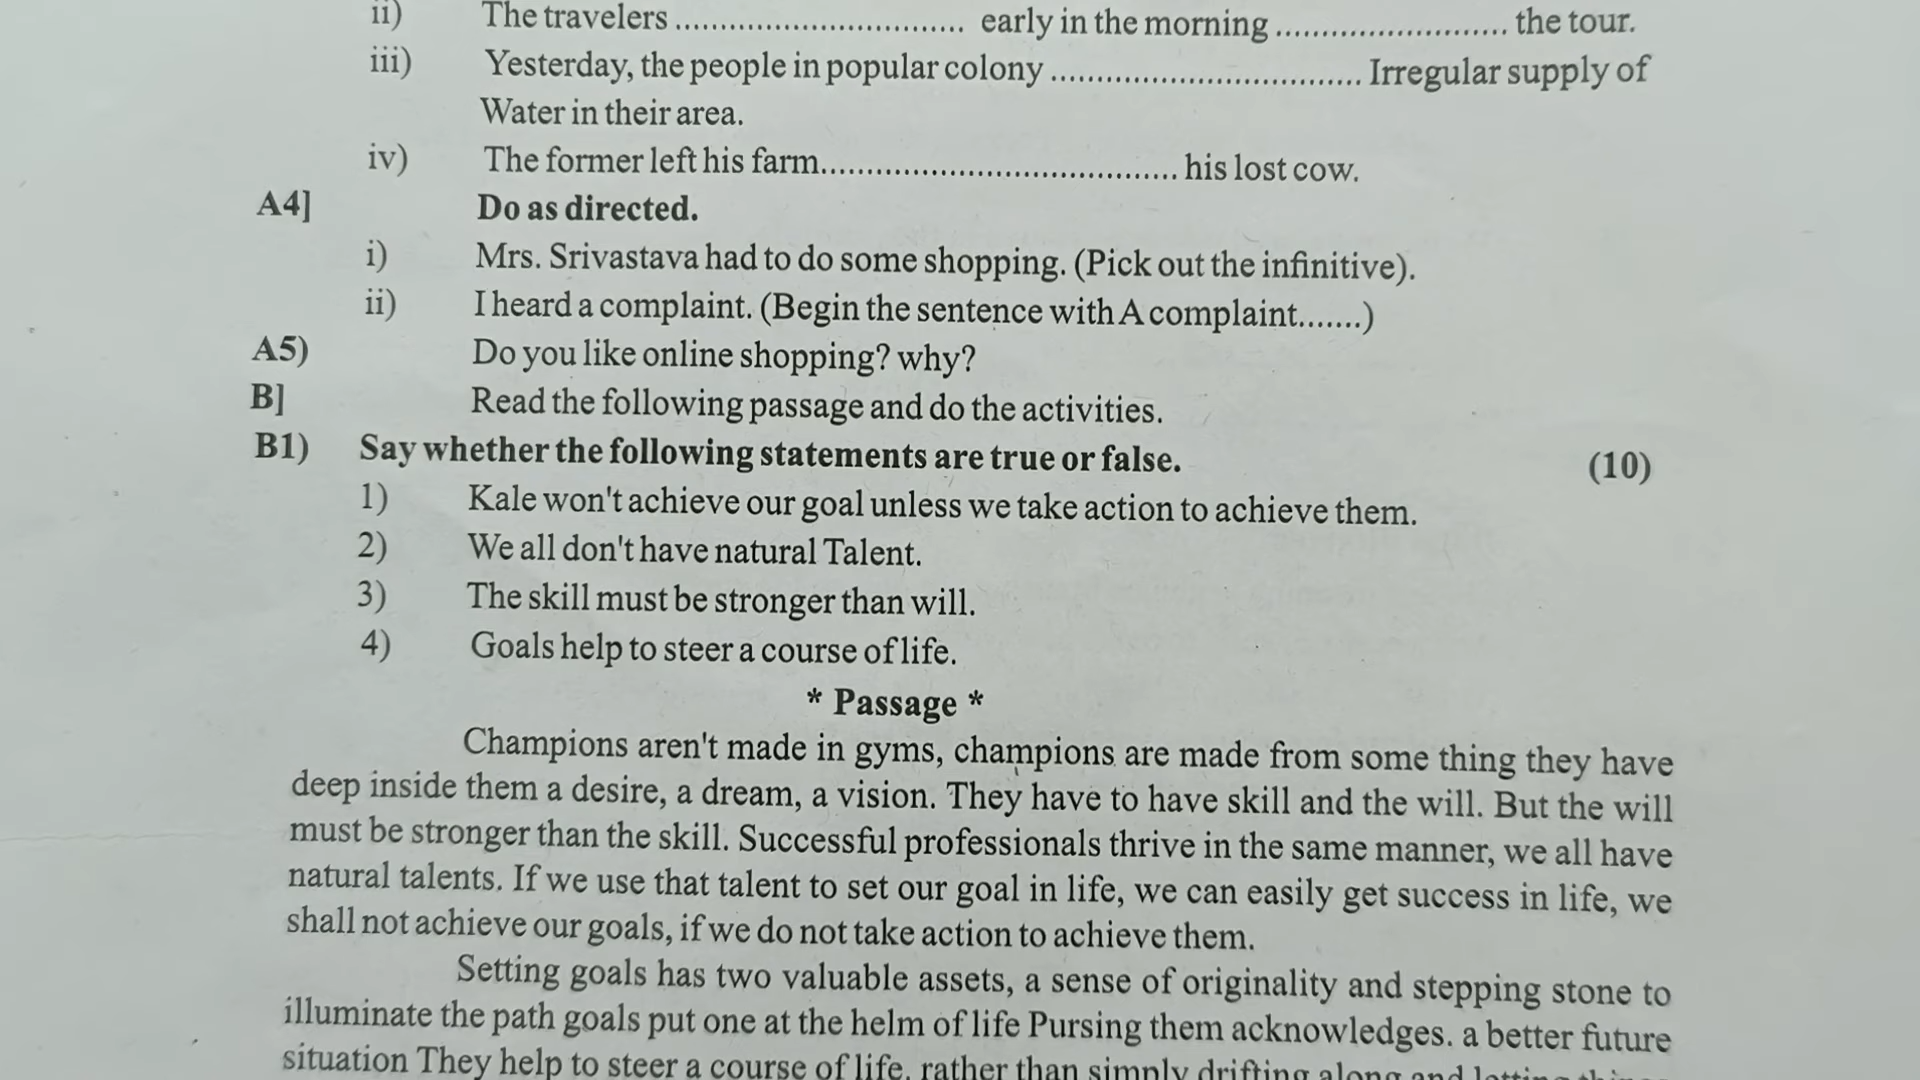 ii) The travelers ............................... early in the morning ......................... the tour.
iii) Yesterday, the people in popular colony ................................. Irregular supply of
Water in their area.
iv) The former left his farm...................................... his lost cow.
A4] Do as directed.
i) Mrs. Srivastava had to do some shopping. (Pick out the infinitive).
ii) I heard a complaint. (Begin the sentence with A complaint.......)
A5) Do you like online shopping? why?
B] Read the following passage and do the activities.
B1) Say whether the following statements are true or false. (10)
1) Kale won't achieve our goal unless we take action to achieve them.
2) We all don't have natural Talent.
3) The skill must be stronger than will.
4) Goals help to steer a course of life.
* Passage *
Champions aren't made in gyms, champions are made from some thing they have
deep inside them a desire, a dream, a vision. They have to have skill and the will. But the will
must be stronger than the skill. Successful professionals thrive in the same manner, we all have
natural talents. If we use that talent to set our goal in life, we can easily get success in life, we
shall not achieve our goals, if we do not take action to achieve them.
Setting goals has two valuable assets, a sense of originality and stepping stone to
illuminate the path goals put one at the helm of life Pursing them acknowledges. a better future
situation They help to steer a course of life, rather than simply drifting along and letting things